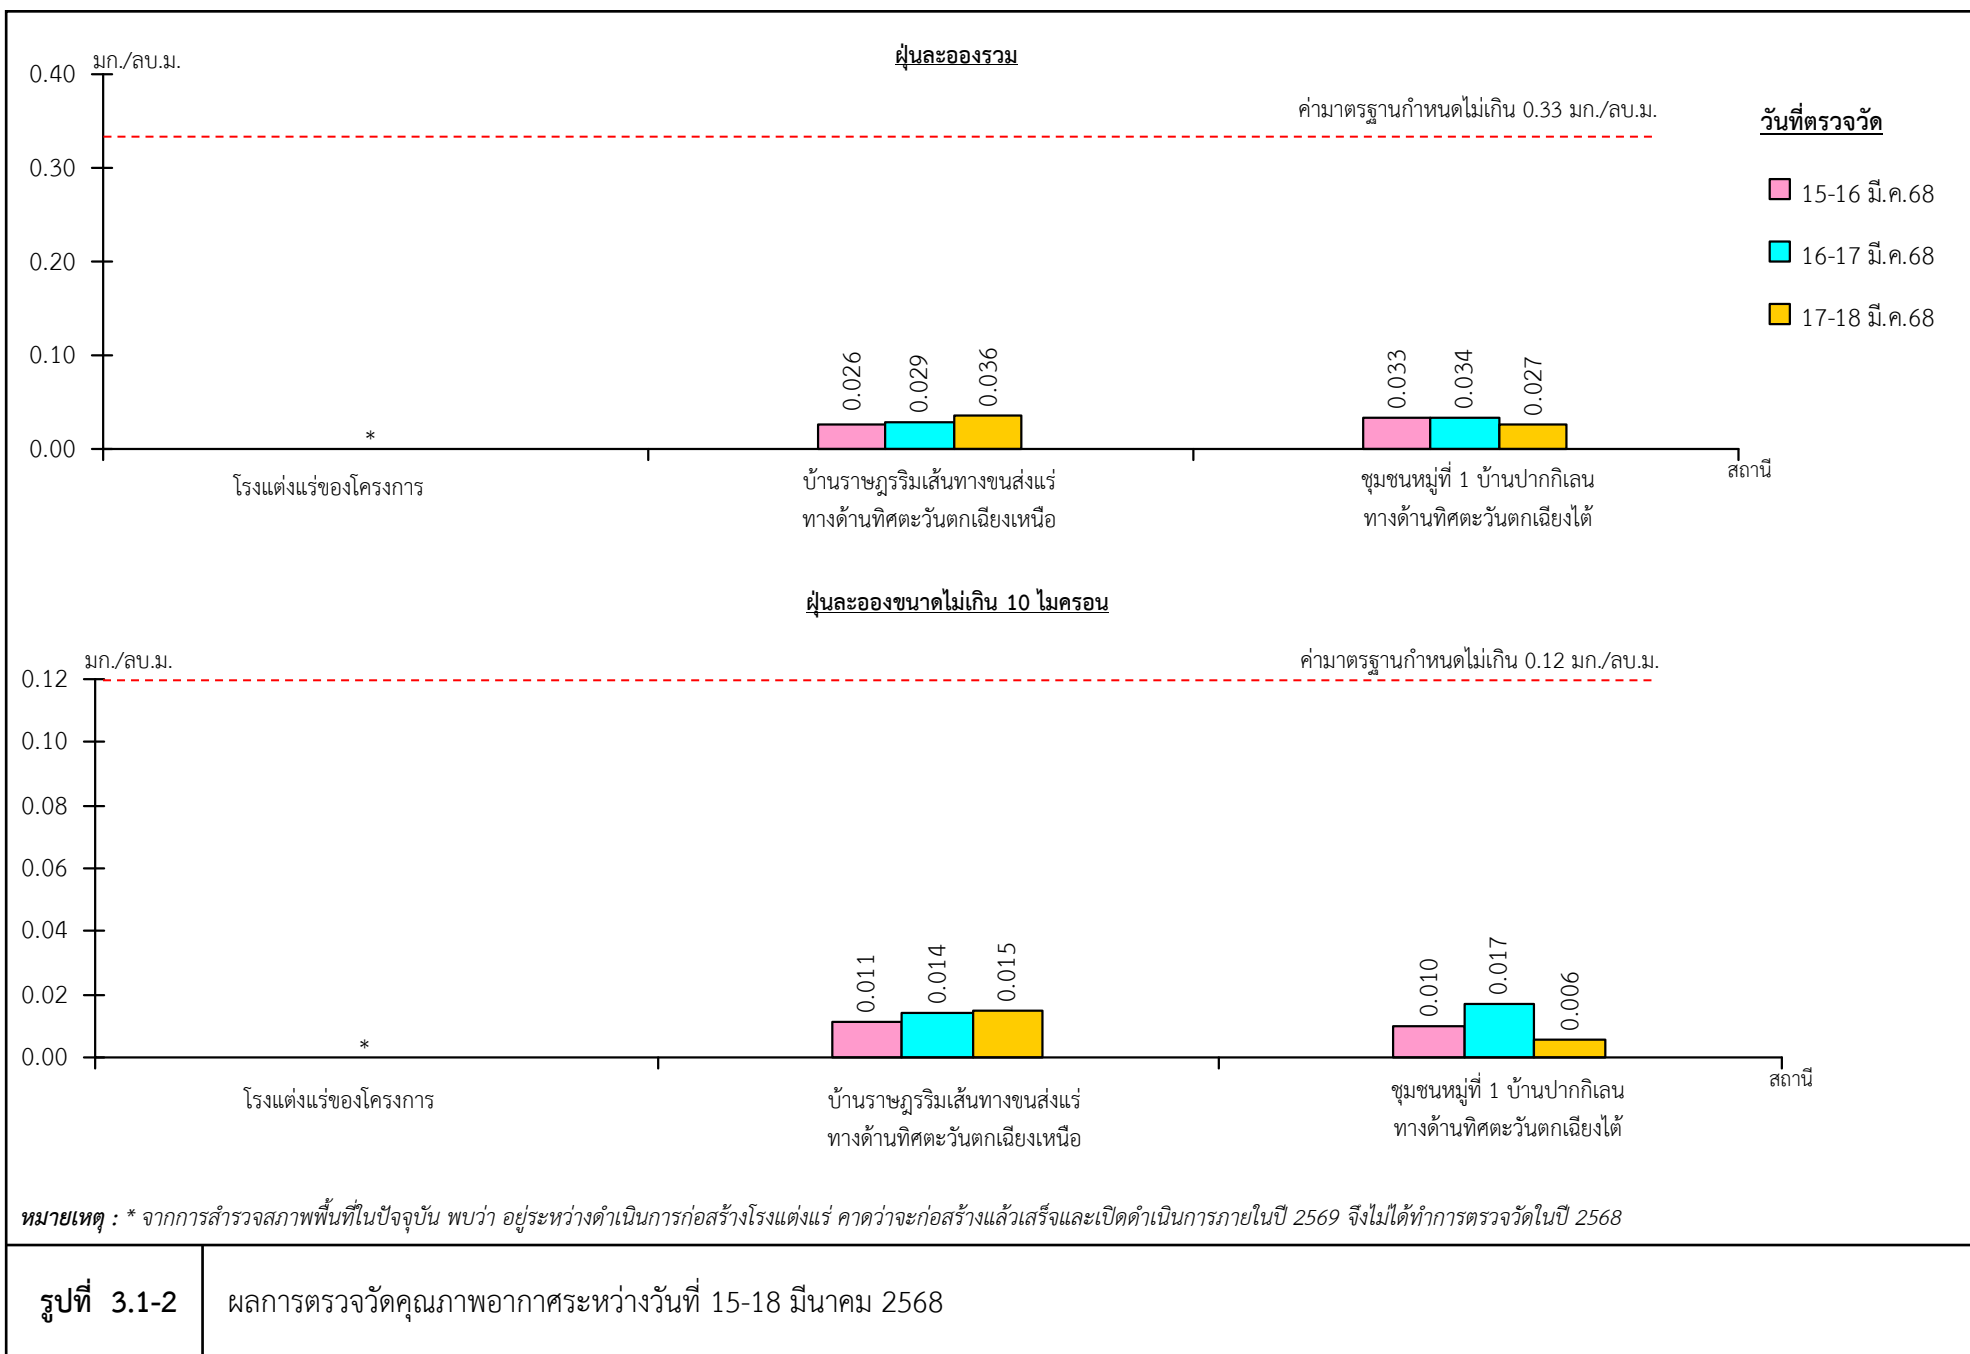 ฝุ่นละอองรวม
มก./ลบ.ม.
ค่ามาตรฐานกำหนดไม่เกิน 0.33 มก./ลบ.ม.
0.40
0.30
0.20
0.10
0.00
วันที่ตรวจวัด
15-16 มี.ค.68
16-17 มี.ค.68
17-18 มี.ค.68
*
0.026
0.029
0.036
0.033
0.034
0.027
สถานี
โรงแต่งแร่ของโครงการ
บ้านราษฎรริมเส้นทางขนส่งแร่
ทางด้านทิศตะวันตกเฉียงเหนือ
ชุมชนหมู่ที่ 1 บ้านปากกิเลน
ทางด้านทิศตะวันตกเฉียงไต้
ฝุ่นละอองขนาดไม่เกิน 10 ไมครอน
มก./ลบ.ม.
ค่ามาตรฐานกำหนดไม่เกิน 0.12 มก./ลบ.ม.
0.12
0.10
0.08
0.06
0.04
0.02
0.00
*
0.011
0.014
0.015
0.010
0.017
0.006
สถานี
โรงแต่งแร่ของโครงการ
บ้านราษฎรริมเส้นทางขนส่งแร่
ทางด้านทิศตะวันตกเฉียงเหนือ
ชุมชนหมู่ที่ 1 บ้านปากกิเลน
ทางด้านทิศตะวันตกเฉียงไต้
หมายเหตุ : * จากการสำรวจสภาพพื้นที่ในปัจจุบัน พบว่า อยู่ระหว่างดำเนินการก่อสร้างโรงแต่งแร่ คาดว่าจะก่อสร้างแล้วเสร็จและเปิดดำเนินการภายในปี 2569 จึงไม่ได้ทำการตรวจวัดในปี 2568
รูปที่ 3.1-2
ผลการตรวจวัดคุณภาพอากาศระหว่างวันที่ 15-18 มีนาคม 2568